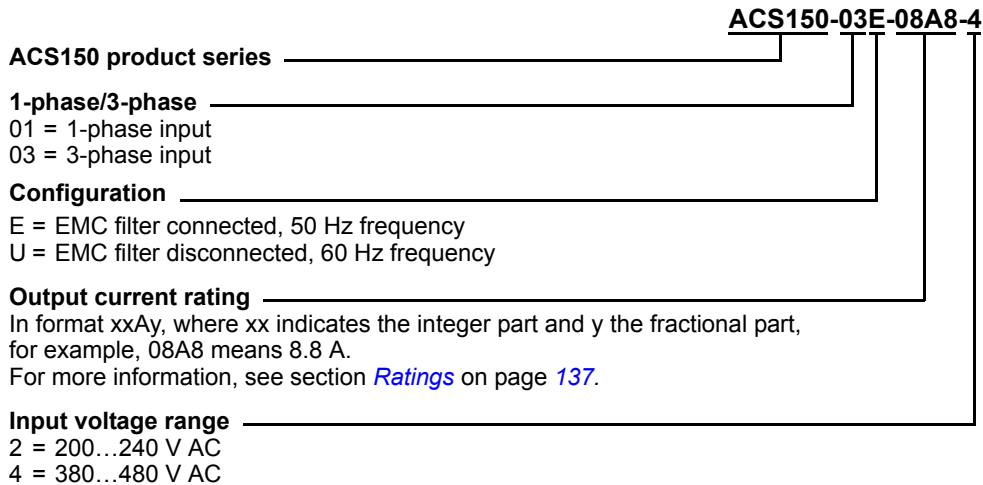 ACS150-03E-08A8-4
ACS150 product series
1-phase/3-phase
01 = 1-phase input
03 = 3-phase input
Configuration
E = EMC filter connected, 50 Hz frequency
U = EMC filter disconnected, 60 Hz frequency
Output current rating
In format xxAy, where xx indicates the integer part and y the fractional part,
for example, 08A8 means 8.8 A.
For more information, see section Ratings on page 137.
Input voltage range
2 = 200…240 V AC
4 = 380…480 V AC